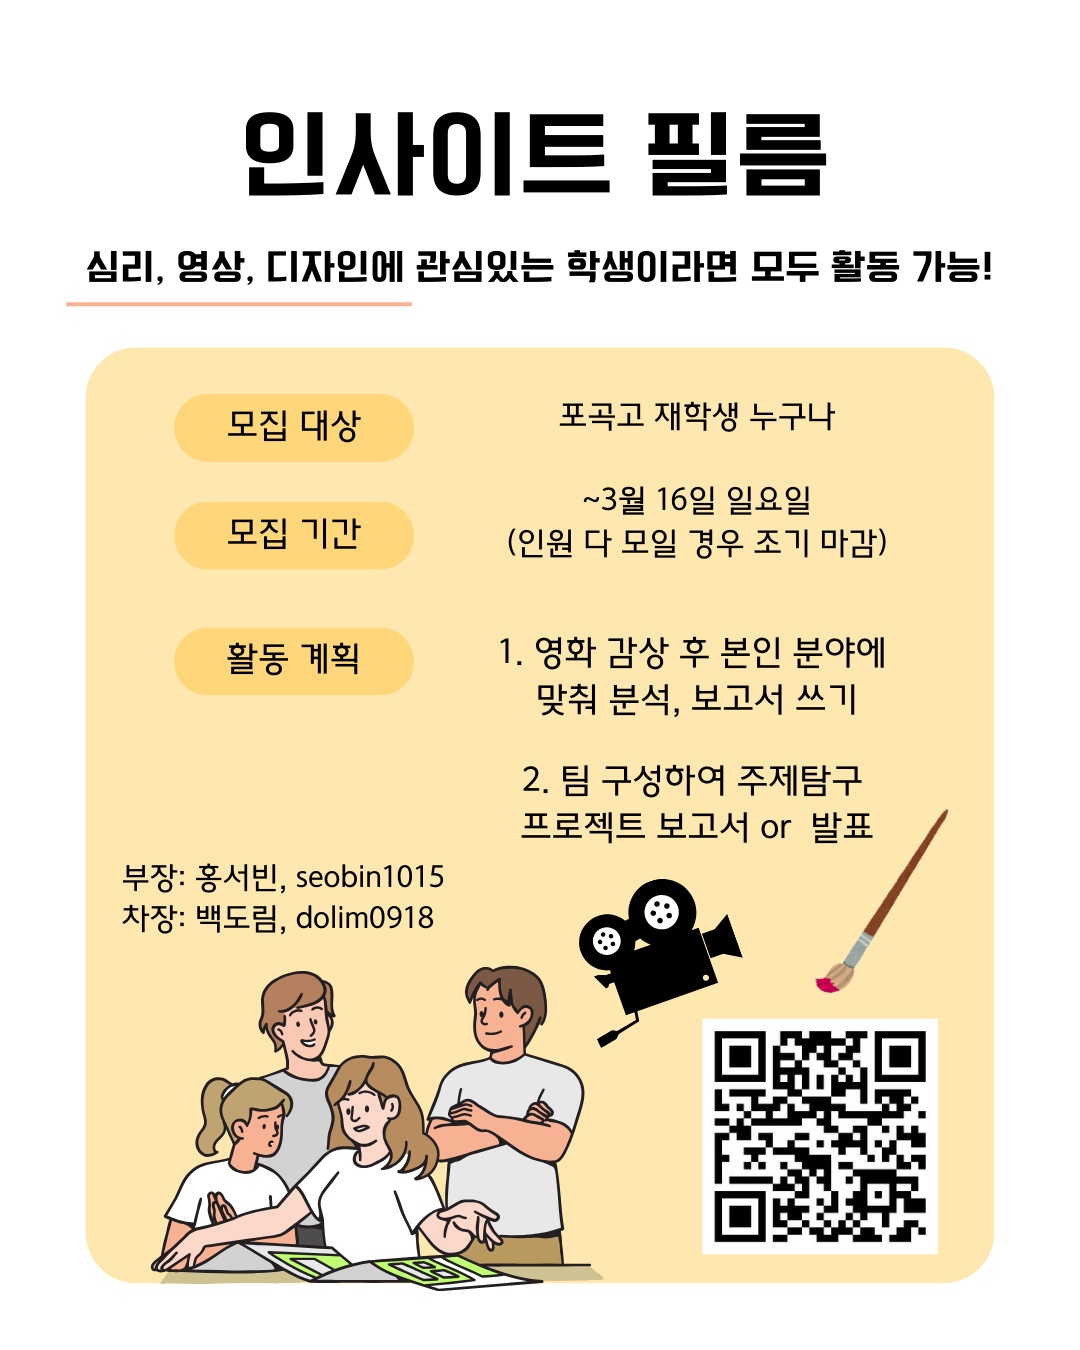 인사이트 필름
심리, 영상, 디자인에 관심있는 학생이라면 모두 활동 가능!
모집 대상
포곡고 재학생 누구나
모집 기간
~3월 16일 일요일
(인원 다 모일 경우 조기 마감)
활동 계획
1. 영화 감상 후 본인 분야에
맞춰 분석, 보고서 쓰기
2. 팀 구성하여 주제탐구
프로젝트 보고서 or 발표
부장: 홍서빈, seobin1015
차장: 백도림, dolim0918